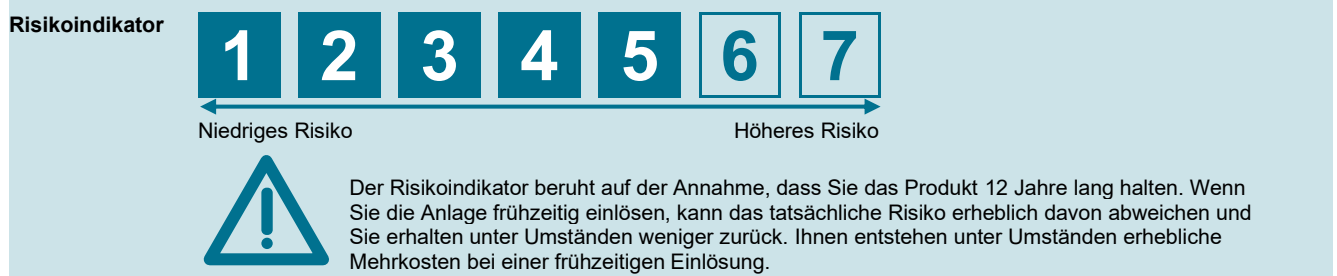 Risikoindikator
1 2 3 4 5 6 7
Niedriges Risiko Höheres Risiko
Der Risikoindikator beruht auf der Annahme, dass Sie das Produkt 12 Jahre lang halten. Wenn
Sie die Anlage frühzeitig einlösen, kann das tatsächliche Risiko erheblich davon abweichen und
Sie erhalten unter Umständen weniger zurück. Ihnen entstehen unter Umständen erhebliche
Mehrkosten bei einer frühzeitigen Einlösung.